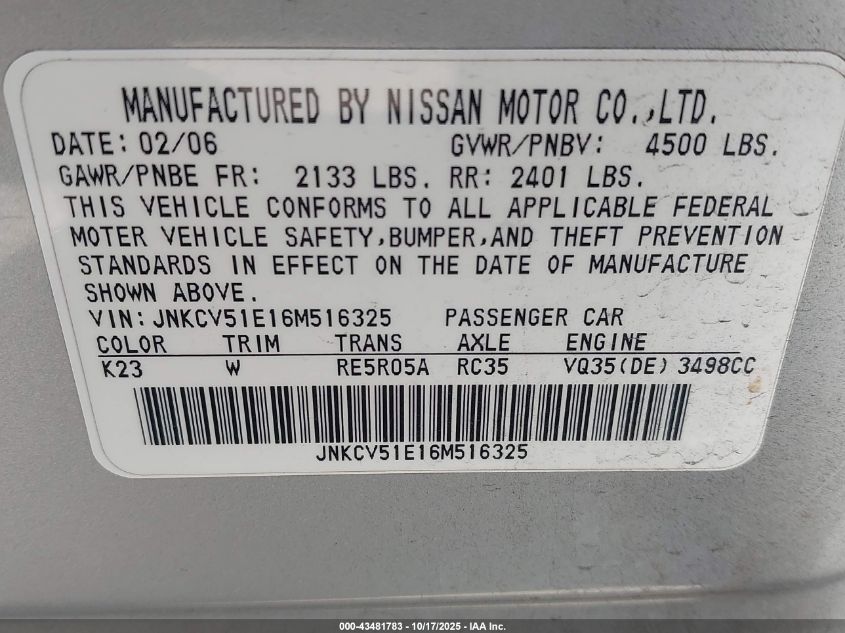 MANUFACTURED BY NISSAN MOTOR CO.,LTD.
DATE: 02/06 GVWR/PNBV: 4500 LBS.
GAWR/PNBE FR: 2133 LBS. RR: 2401 LBS.
THIS VEHICLE CONFORMS TO ALL APPLICABLE FEDERAL
MOTER VEHICLE SAFETY,BUMPER,AND THEFT PREVENTION
STANDARDS IN EFFECT ON THE DATE OF MANUFACTURE
SHOWN ABOVE.
VIN: JNKCV51E16M516325 PASSENGER CAR
COLOR TRIM TRANS AXLE ENGINE
K23 W RE5R05A RC35 VQ35(DE) 3498CC
JNKCV51E16M516325
000-43481783 - 10/17/2025 - IAA Inc.